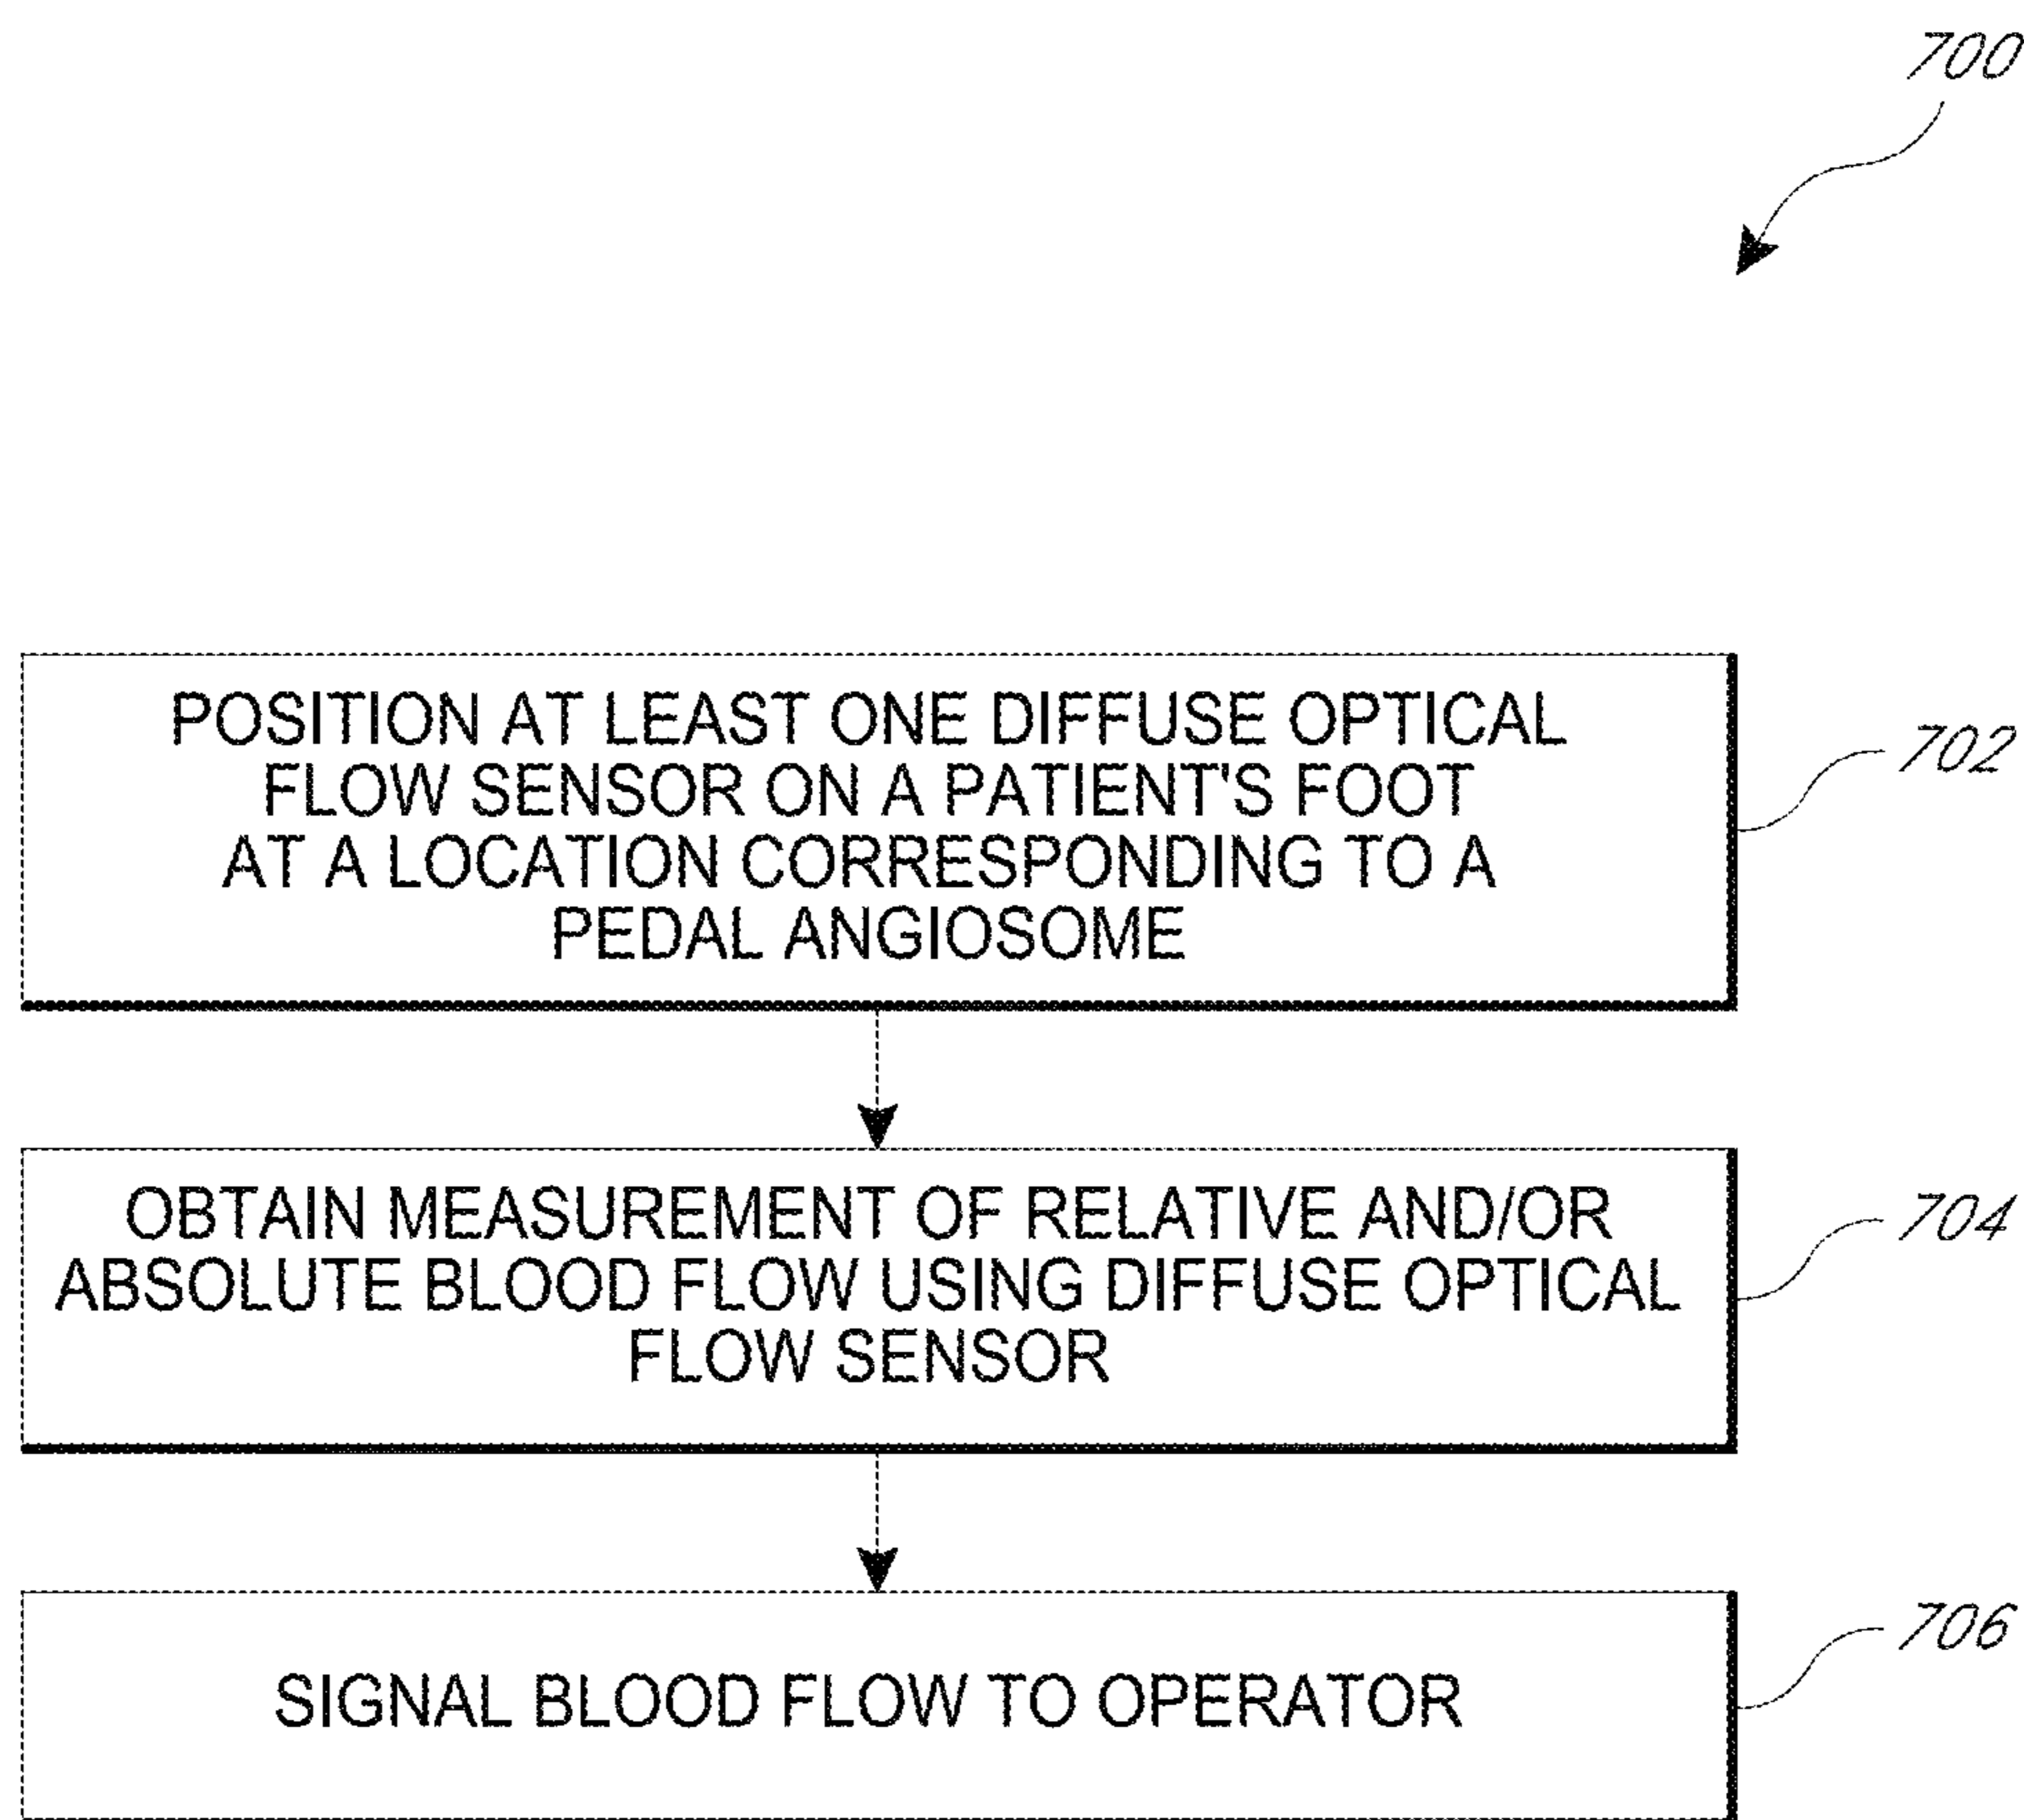 700
POSITION AT LEAST ONE DIFFUSE OPTICAL
FLOW SENSOR ON A PATIENT'S FOOT
AT A LOCATION CORRESPONDING TO A
PEDAL ANGIOSOME
702
OBTAIN MEASUREMENT OF RELATIVE AND/OR
ABSOLUTE BLOOD FLOW USING DIFFUSE OPTICAL
FLOW SENSOR
704
SIGNAL BLOOD FLOW TO OPERATOR
706